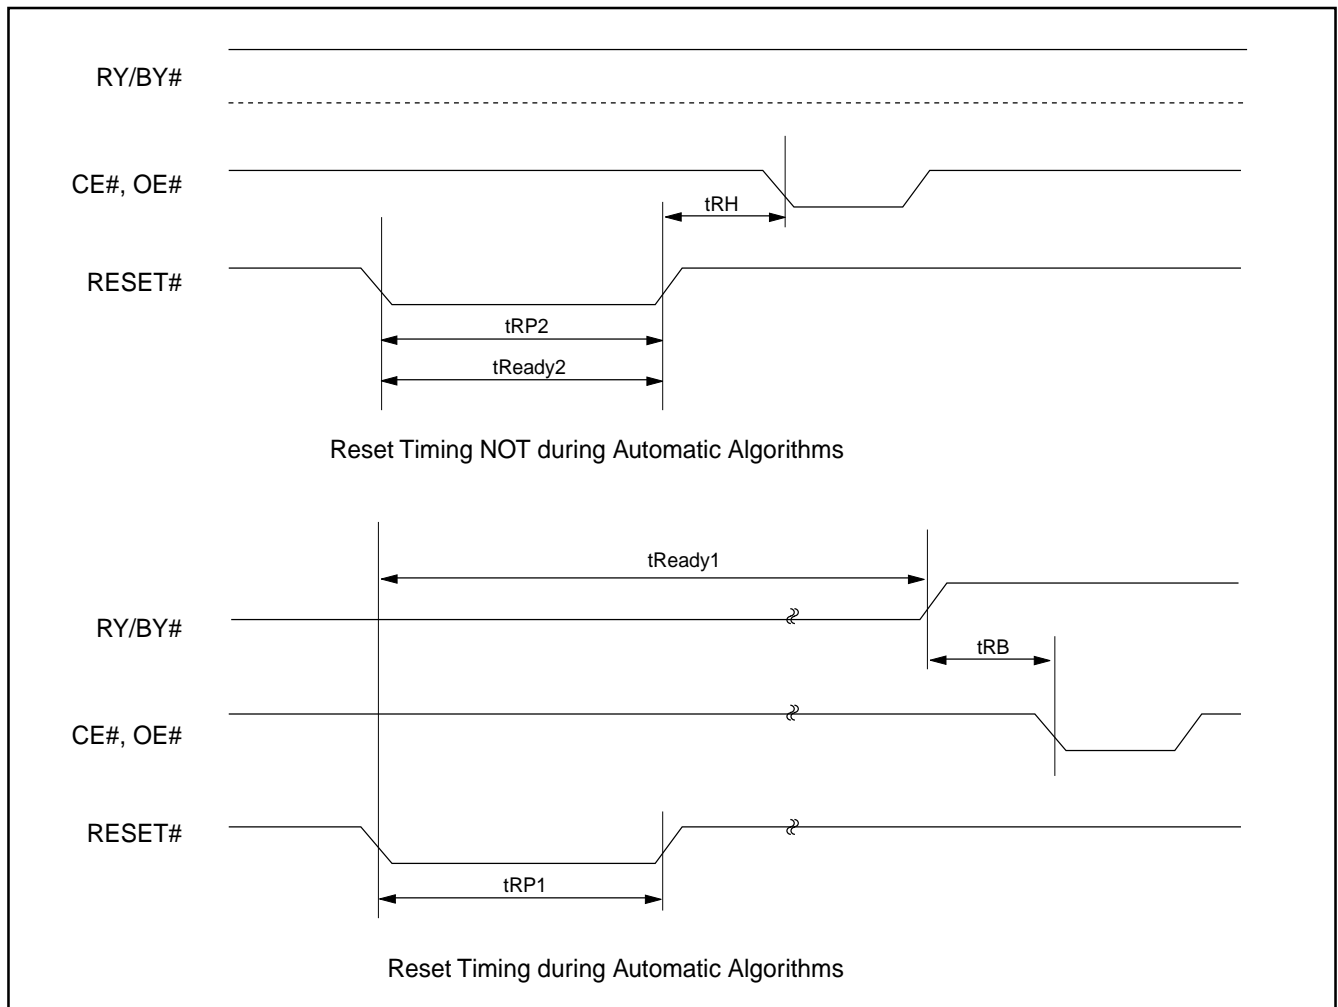 RY/BY#
CE#, OE#
tRH
RESET#
tRP2
tReady2
Reset Timing NOT during Automatic Algorithms
tReady1
RY/BY#
tRB
CE#, OE#
RESET#
tRP1
Reset Timing during Automatic Algorithms